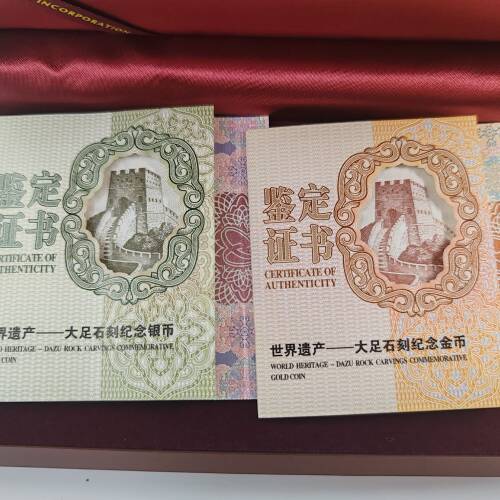 INCORPORATION
鉴定
证书
CERTIFICATE OF
AUTHENTICITY
世界遗产——大足石刻纪念银币
WORLD HERITAGE – DAZU ROCK CARVINGS COMMEMORATIVE
COIN
鉴定
证书
CERTIFICATE OF
AUTHENTICITY
世界遗产——大足石刻纪念金币
WORLD HERITAGE – DAZU ROCK CARVINGS COMMEMORATIVE
GOLD COIN